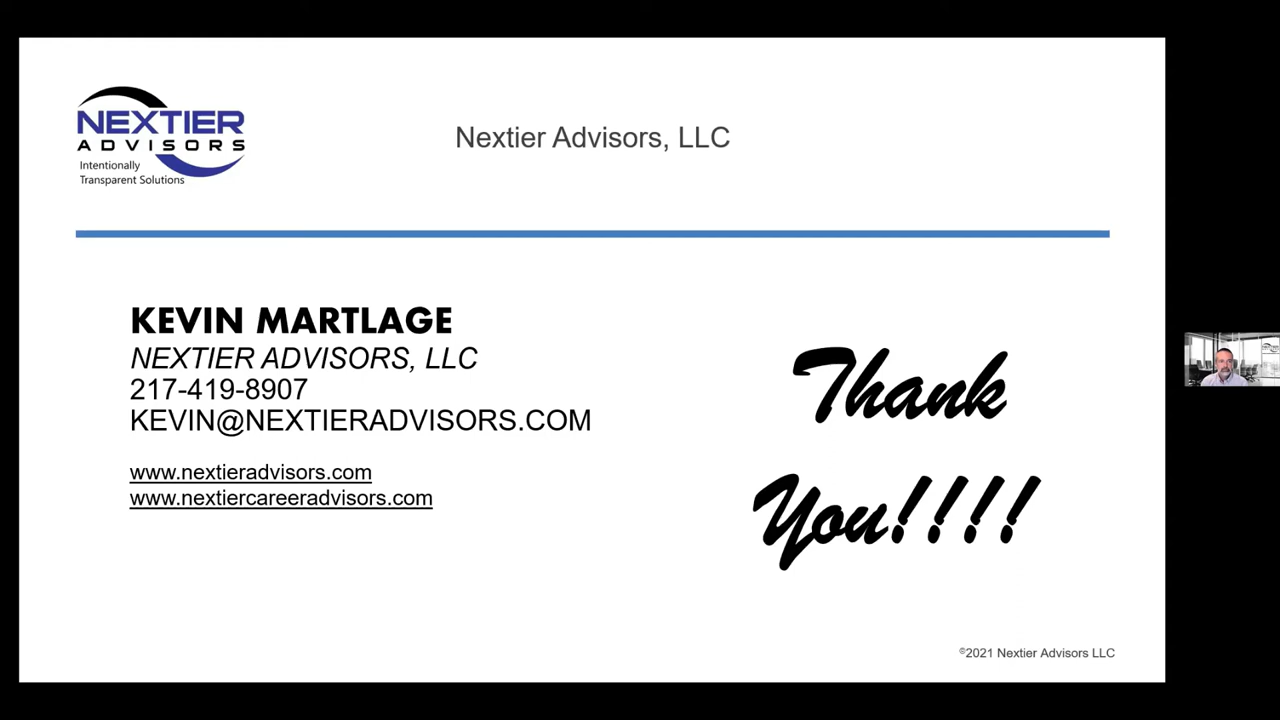 NEXTIER
ADVISORS
Intentionally
Transparent Solutions
Nextier Advisors, LLC
KEVIN MARTLAGE
NEXTIER ADVISORS, LLC
217-419-8907
KEVIN@NEXTIERADVISORS.COM
www.nextieradvisors.com
www.nextiercareeradvisors.com
Thank
You!!!!
©2021 Nextier Advisors LLC